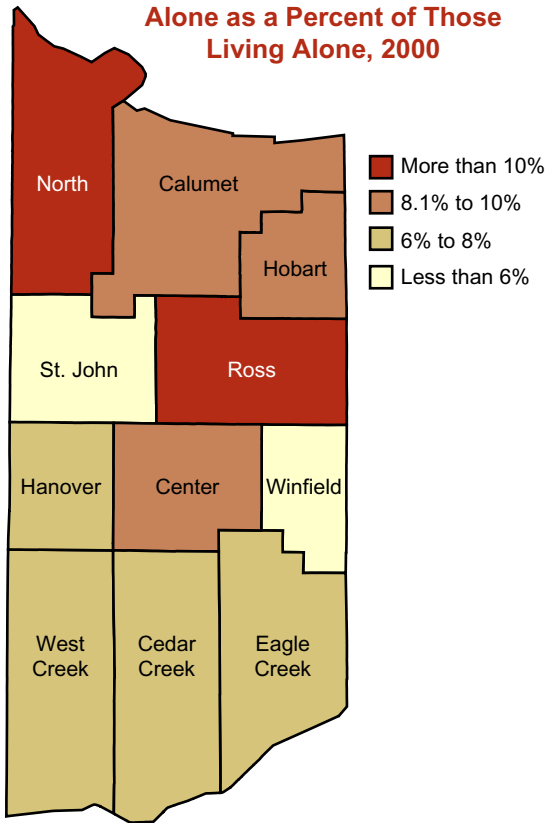 Alone as a Percent of Those
Living Alone, 2000
More than 10%
8.1% to 10%
6% to 8%
Less than 6%
North
Calumet
Hobart
St. John
Ross
Hanover
Center
Winfield
West
Creek
Cedar
Creek
Eagle
Creek